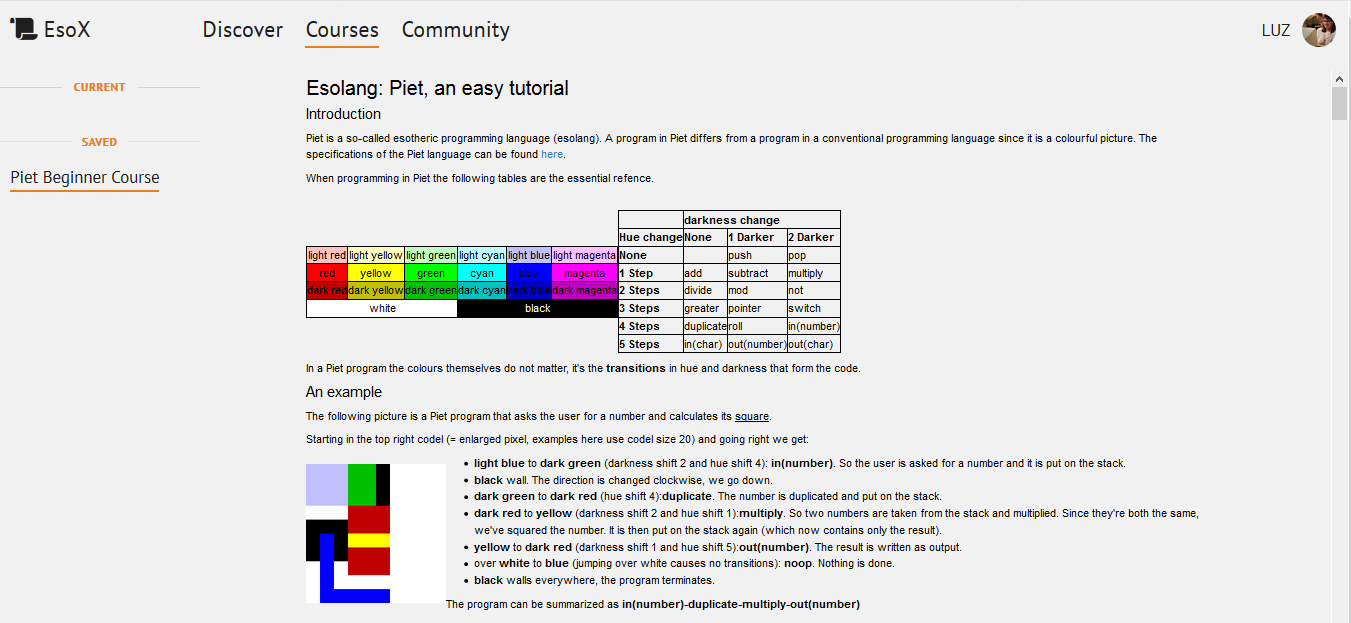 EsoX
Discover Courses Community
LUZ
CURRENT
SAVED
Piet Beginner Course
Esolang: Piet, an easy tutorial
Introduction
Piet is a so-called esotheric programming language (esolang). A program in Piet differs from a program in a conventional programming language since it is a colourful picture. The
specifications of the Piet language can be found here.
When programming in Piet the following tables are the essential refence.
light red light yellow light green light cyan light blue light magenta
red yellow green cyan blue magenta
dark red dark yellow dark green dark cyan dark blue dark magenta
white black
darkness change
Hue change None 1 Darker 2 Darker
None push pop
1 Step add subtract multiply
2 Steps divide mod not
3 Steps greater pointer switch
4 Steps duplicate roll in(number)
5 Steps in(char) out(number) out(char)
In a Piet program the colours themselves do not matter, it's the transitions in hue and darkness that form the code.
An example
The following picture is a Piet program that asks the user for a number and calculates its square.
Starting in the top right codel (= enlarged pixel, examples here use codel size 20) and going right we get:
• light blue to dark green (darkness shift 2 and hue shift 4): in(number). So the user is asked for a number and it is put on the stack.
• black wall. The direction is changed clockwise, we go down.
• dark green to dark red (hue shift 4):duplicate. The number is duplicated and put on the stack.
• dark red to yellow (darkness shift 2 and hue shift 1):multiply. So two numbers are taken from the stack and multiplied. Since they're both the same,
we've squared the number. It is then put on the stack again (which now contains only the result).
• yellow to dark red (darkness shift 1 and hue shift 5):out(number). The result is written as output.
• over white to blue (jumping over white causes no transitions): noop. Nothing is done.
• black walls everywhere, the program terminates.
The program can be summarized as in(number)-duplicate-multiply-out(number)